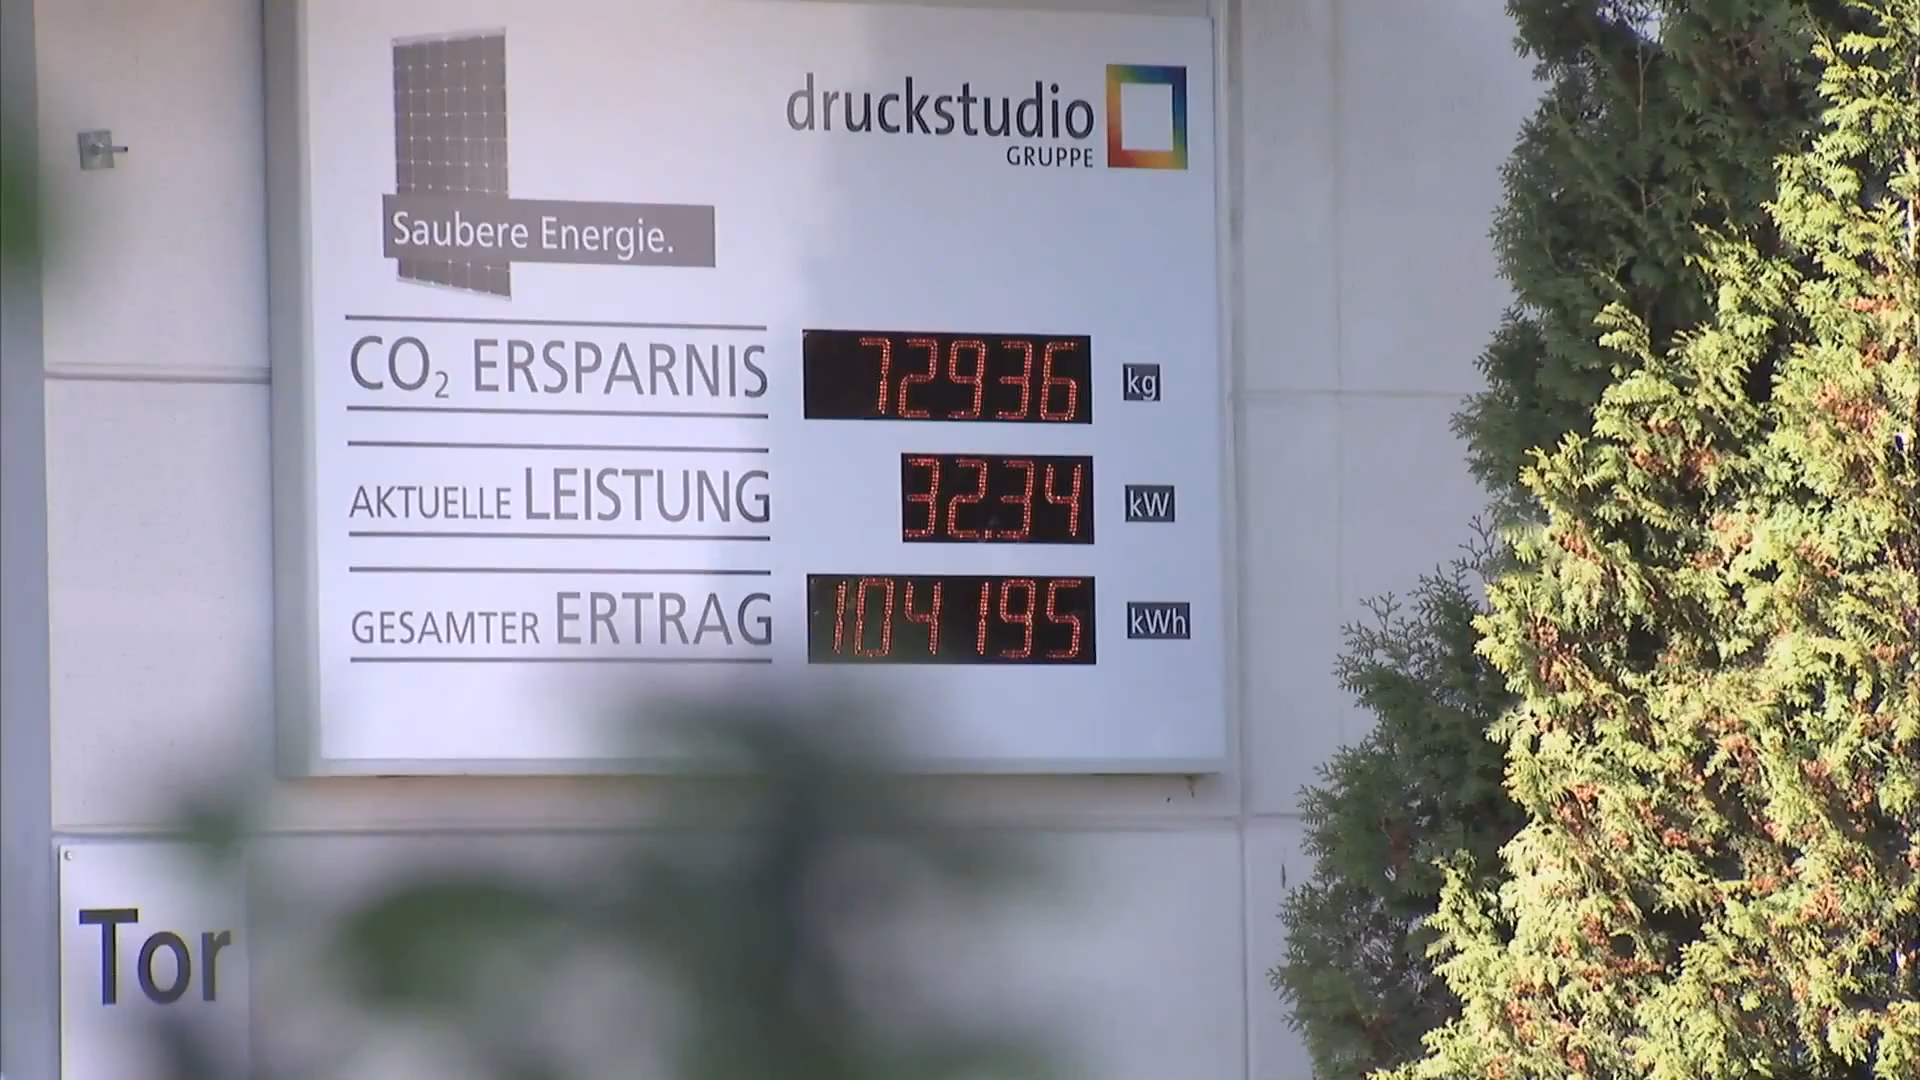 druckstudio
GRUPPE
Saubere Energie.
CO₂ ERSPARNIS 72936 kg
AKTUELLE LEISTUNG 32.34 kW
GESAMTER ERTRAG 104195 kWh
Tor